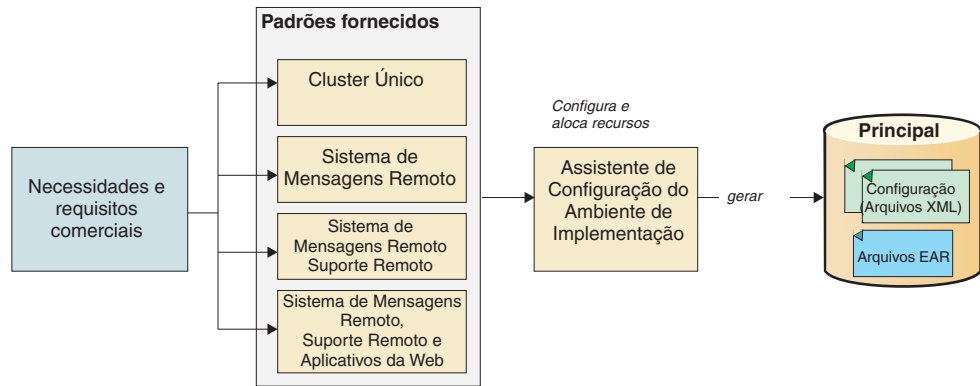 Padrões fornecidos
Cluster Único
Sistema de
Mensagens Remoto
Sistema de
Mensagens Remoto
Suporte Remoto
Sistema de Mensagens
Remoto,
Suporte Remoto e
Aplicativos da Web
Necessidades e
requisitos
comerciais
Configura e
aloca recursos
Assistente de
Configuração do
Ambiente de
Implementação
gerar
Principal
Configuração
(Arquivos XML)
Arquivos EAR